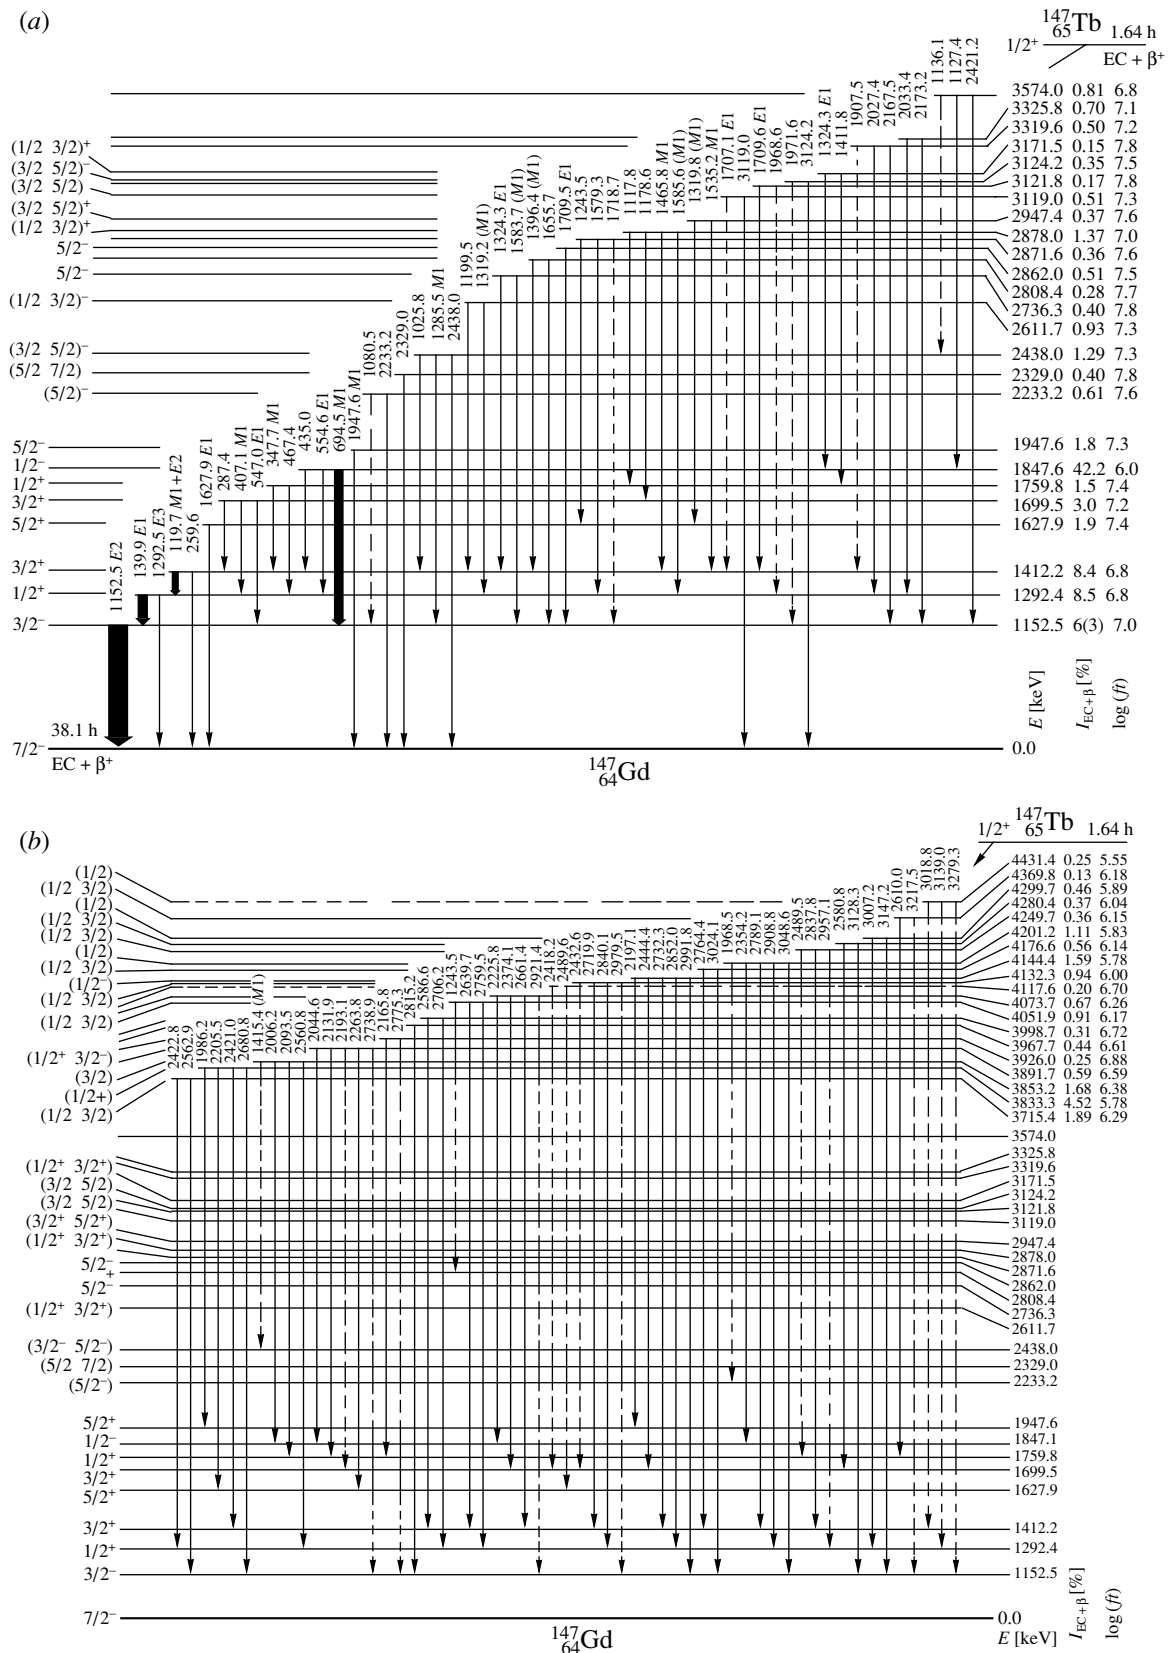 (a)
147
65Tb 1.64 h
1/2+
EC + β+
1136.1
1127.4
2421.2
2033.4
2173.2
1907.5
2027.4
2167.5
1324.3 E1
1411.8
1971.6
3124.2
1709.6 E1
1968.6
1707.1 E1
3119.0
1319.8 (M1)
1535.2 M1
1117.8
1178.6
1465.8 M1
1585.6 (M1)
1243.5
1579.3
1718.7
1709.5 E1
1396.4 (M1)
1655.7
1324.3 E1
1583.7 (M1)
1199.5
1319.2 (M1)
1025.8
1285.5 M1
2438.0
2329.0
1080.5
2233.2
1947.6 M1
435.0
554.6 E1
694.5 M1
347.7 M1
467.4
287.4
407.1 M1
547.0 E1
1627.9 E1
119.7 M1+E2
259.6
139.9 E1
1292.5 E3
1152.5 E2
3574.0 0.81 6.8
3325.8 0.70 7.1
(1/2 3/2)+ 3319.6 0.50 7.2
(3/2 5/2)− 3171.5 0.15 7.8
(3/2 5/2) 3124.2 0.35 7.5
3121.8 0.17 7.8
(3/2 5/2)+ 3119.0 0.51 7.3
(1/2 3/2)+ 2947.4 0.37 7.6
2878.0 1.37 7.0
5/2− 2871.6 0.36 7.6
2862.0 0.51 7.5
5/2− 2808.4 0.28 7.7
2736.3 0.40 7.8
(1/2 3/2)− 2611.7 0.93 7.3
(3/2 5/2)− 2438.0 1.29 7.3
(5/2 7/2) 2329.0 0.40 7.8
(5/2)− 2233.2 0.61 7.6
5/2− 1947.6 1.8 7.3
1/2− 1847.6 42.2 6.0
1/2+ 1759.8 1.5 7.4
3/2+ 1699.5 3.0 7.2
5/2+ 1627.9 1.9 7.4
3/2+ 1412.2 8.4 6.8
1/2+ 1292.4 8.5 6.8
3/2− 1152.5 6(3) 7.0
E [keV] IEC+β [%] log (ft)
38.1 h
7/2− 0.0
EC + β+
147
64Gd
(b)
147
1/2+ 65Tb 1.64 h
3018.8
3139.0
3279.3
2610.0
3217.5
3007.2
3147.2
2580.8
3128.3
2489.5
2837.8
2957.1
1968.5
2354.2
2789.1
2908.8
3048.6
2764.4
3024.1
2197.1
2444.4
2732.3
2852.0
2991.8
2432.6
2719.5
2840.1
2979.5
2418.2
2489.6
2225.8
2374.1
2661.4
2921.4
1243.5
2639.7
2759.5
2586.6
2706.2
2815.2
2165.8
2775.3
2044.6
2131.9
2193.1
2263.8
2738.9
1415.4 (M1)
2006.2
2093.5
2560.8
1986.2
2205.5
2421.0
2680.8
2422.8
2562.9
(1/2) 4431.4 0.25 5.55
(1/2 3/2) 4369.8 0.13 6.18
(1/2) 4299.7 0.46 5.89
(1/2 3/2) 4280.4 0.37 6.04
(1/2 3/2) 4249.7 0.36 6.15
4201.2 1.11 5.83
(1/2 3/2) 4176.6 0.56 6.14
4144.4 1.59 5.78
(1/2−) 4132.3 0.94 6.00
4117.6 0.20 6.70
(1/2 3/2) 4073.7 0.67 6.26
(1/2 3/2) 4051.9 0.91 6.17
3998.7 0.31 6.72
3967.7 0.44 6.61
(1/2+ 3/2−) 3926.0 0.25 6.88
(3/2) 3891.7 0.59 6.59
3853.2 1.68 6.38
(1/2+) 3833.3 4.52 5.78
(1/2 3/2) 3715.4 1.89 6.29
3574.0
3325.8
(1/2+ 3/2+) 3319.6
(3/2 5/2) 3171.5
(3/2 5/2) 3124.2
3121.8
(3/2+ 5/2+) 3119.0
(1/2+ 3/2+) 2947.4
2878.0
5/2− 2871.6
+ 2862.0
5/2− 2808.4
(1/2+ 3/2+) 2736.3
2611.7
(3/2− 5/2−) 2438.0
(5/2 7/2) 2329.0
(5/2−) 2233.2
5/2+ 1947.6
1/2− 1847.1
1/2+ 1759.8
3/2+ 1699.5
5/2+ 1627.9
3/2+ 1412.2
1/2+ 1292.4
3/2− 1152.5
7/2− 0.0
147
64Gd
E [keV] IEC+β [%] log (ft)